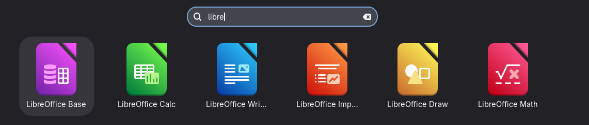 libre
LibreOffice Base
LibreOffice Calc
LibreOffice Wri...
LibreOffice Imp...
LibreOffice Draw
LibreOffice Math